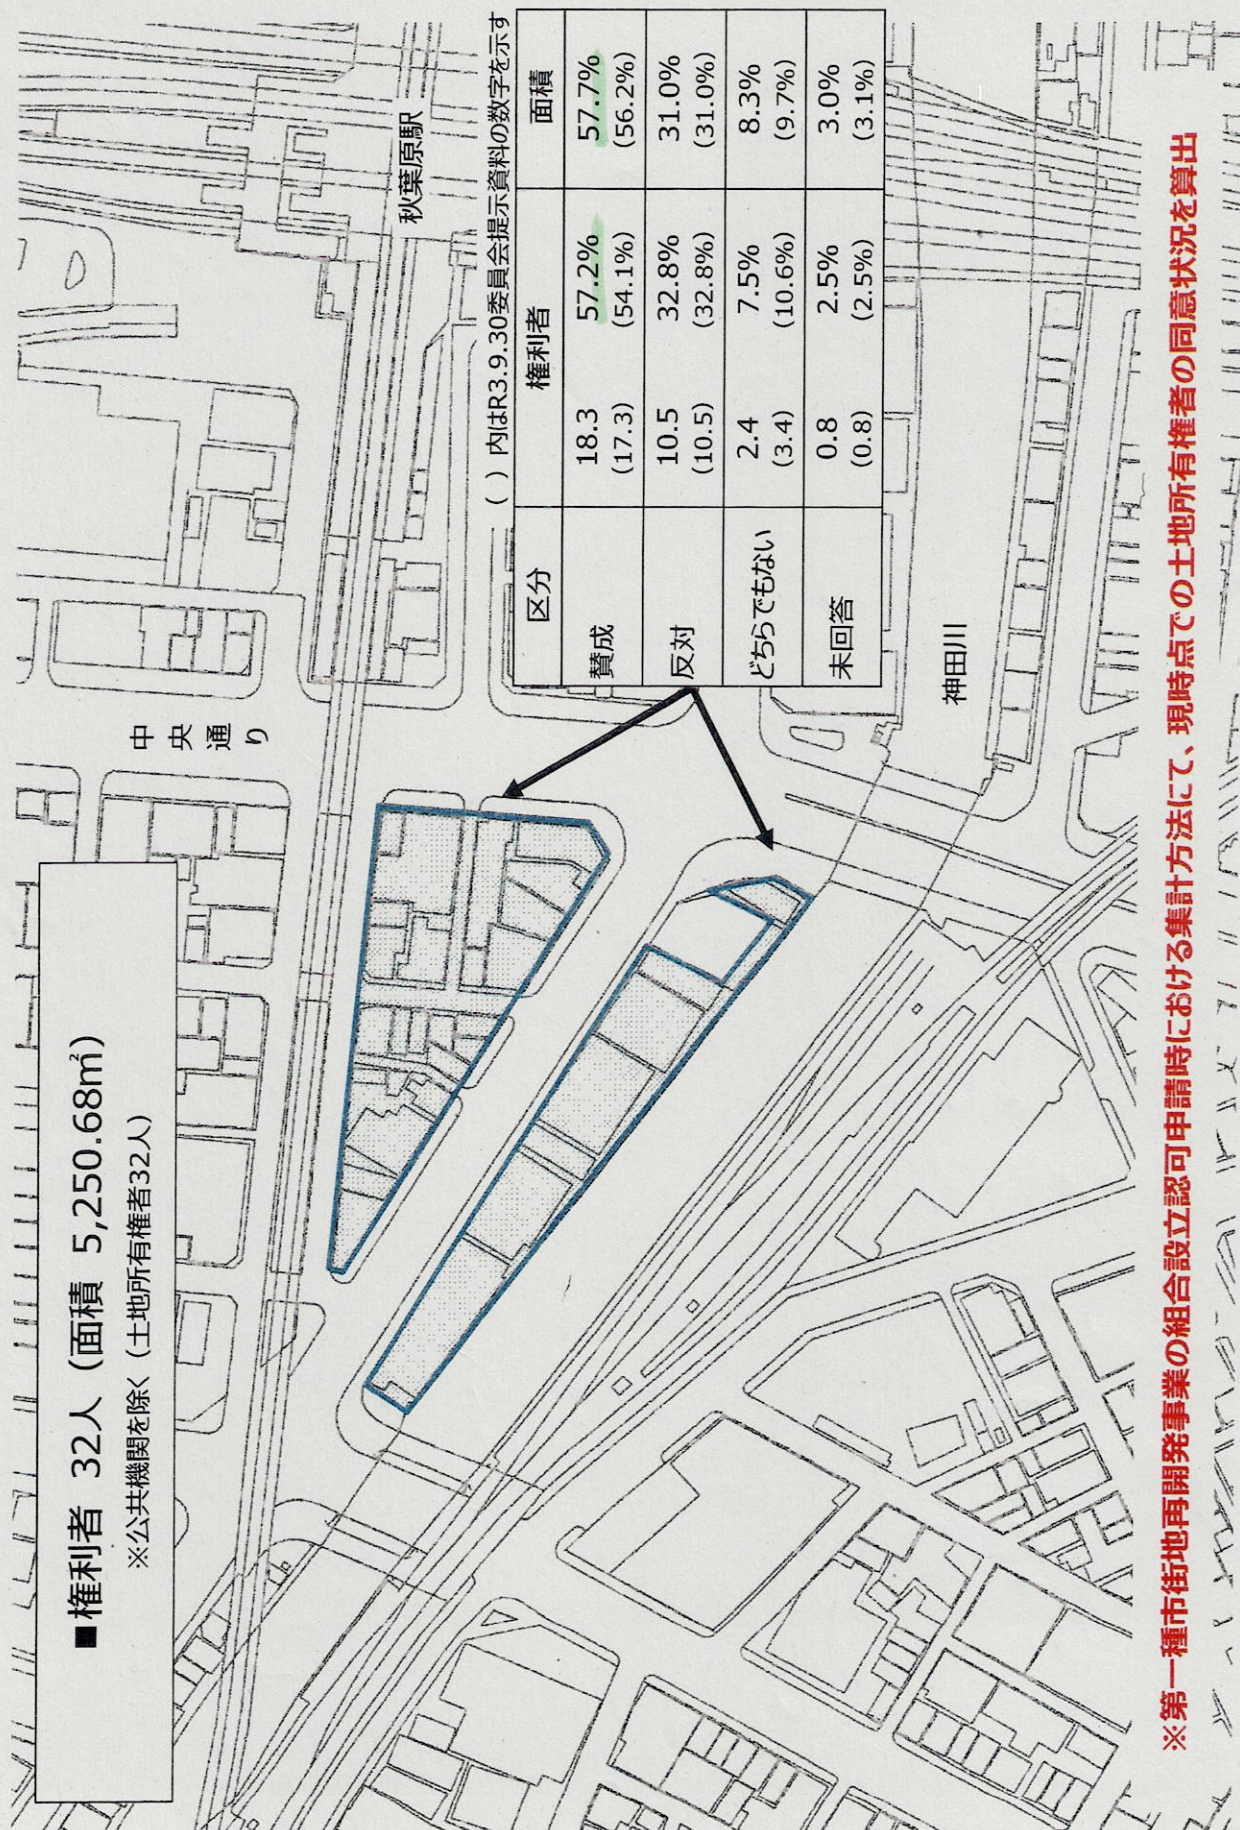 ■権利者 32人（面積 5,250.68㎡）
※公共機関を除く（土地所有権者32人）
中央通り
秋葉原駅
（ ）内はR3.9.30委員会提示資料の数字を示す
区分 権利者 面積
賛成 18.3 57.2% 57.7%
(17.3) (54.1%) (56.2%)
反対 10.5 32.8% 31.0%
(10.5) (32.8%) (31.0%)
どちらでもない 2.4 7.5% 8.3%
(3.4) (10.6%) (9.7%)
未回答 0.8 2.5% 3.0%
(0.8) (2.5%) (3.1%)
神田川
※第一種市街地再開発事業の組合設立認可申請時における集計方法にて、現時点での土地所有権者の同意状況を算出